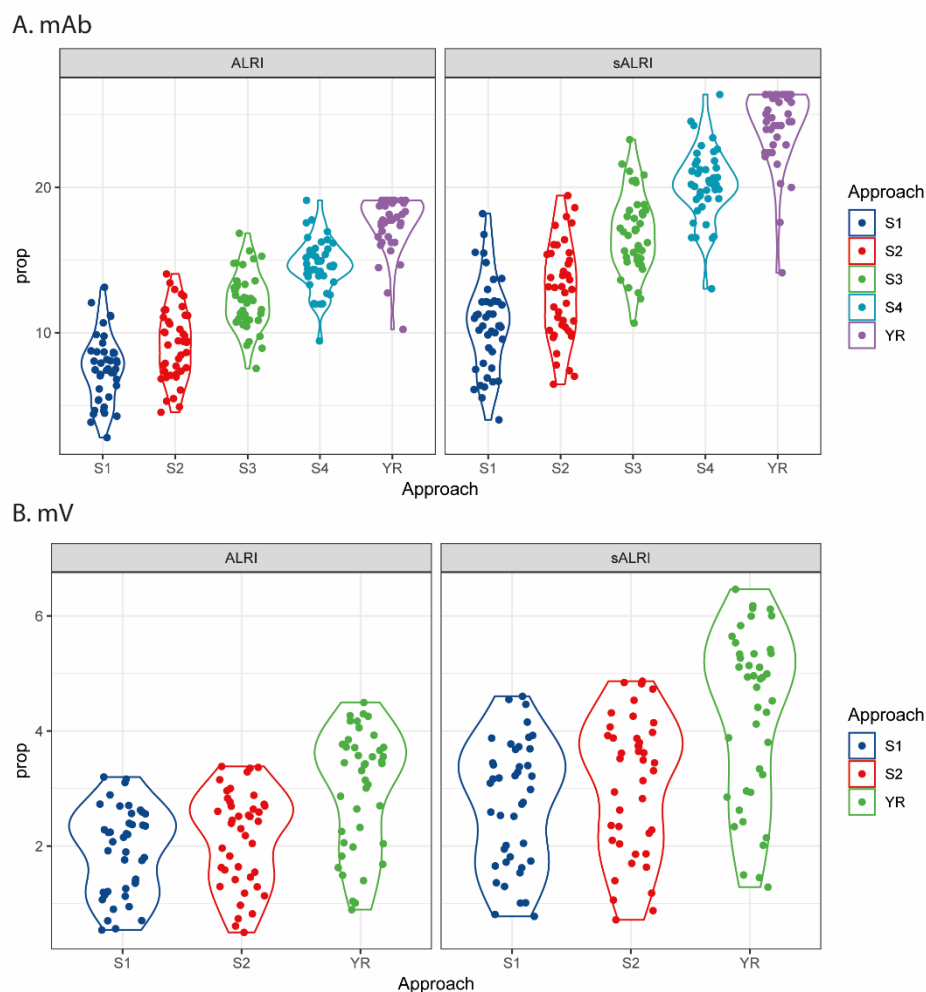 A. mAb
ALRI
sALRI
prop
20
10
S1 S2 S3 S4 YR
S1 S2 S3 S4 YR
Approach
Approach
S1
S2
S3
S4
YR
B. mV
ALRI
sALRI
prop
6
4
2
S1 S2 YR
S1 S2 YR
Approach
Approach
S1
S2
YR